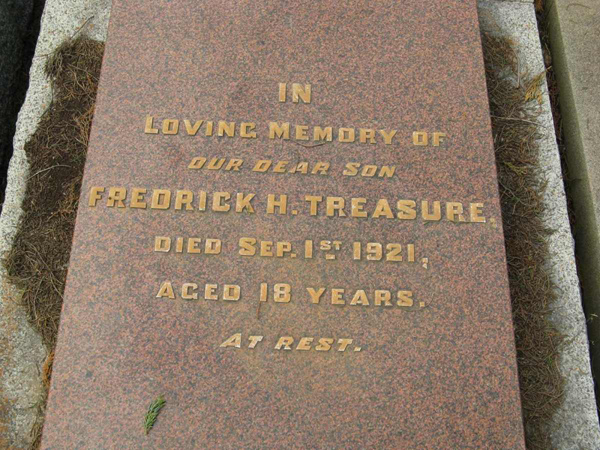 IN
LOVING MEMORY OF
OUR DEAR SON
FREDRICK H. TREASURE.
DIED SEP. 1ST 1921,
AGED 18 YEARS.
AT REST.